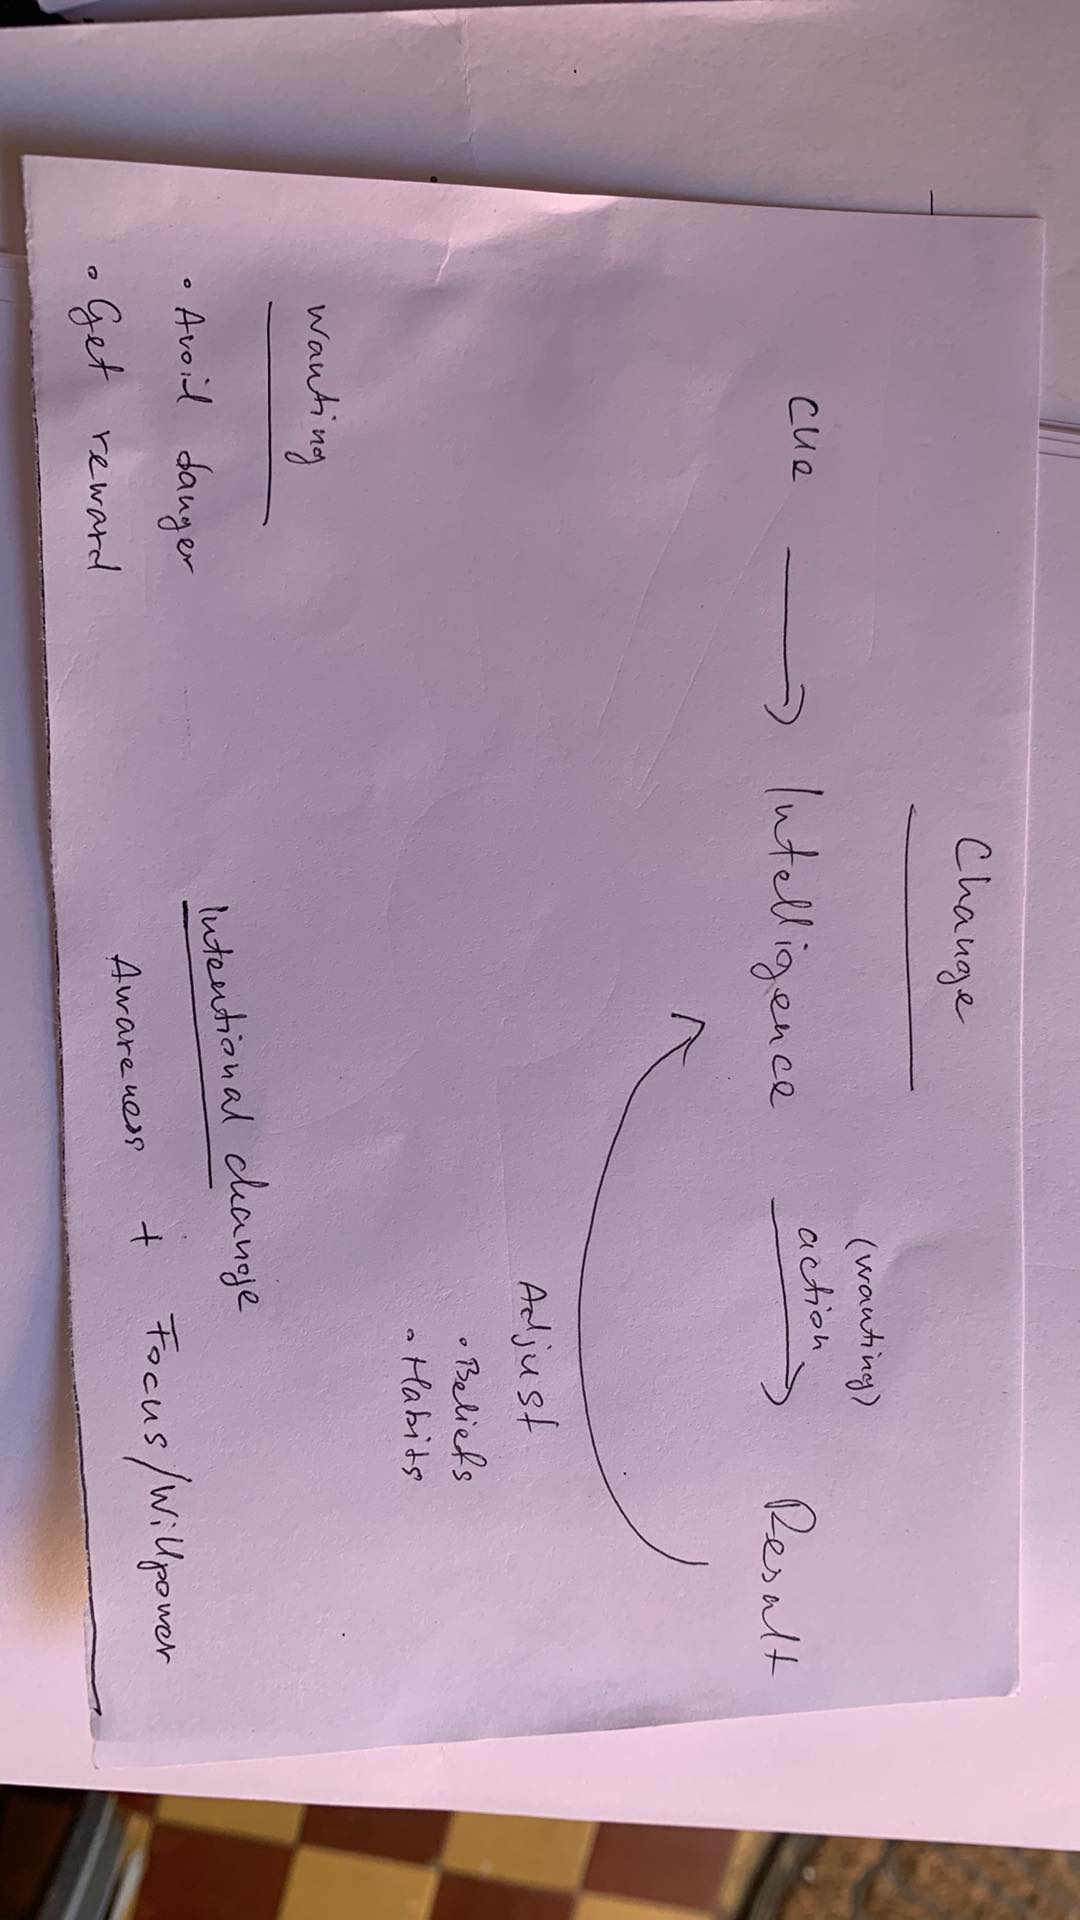 Change
(wanting)
cue → Intelligence action → Result
Adjust
• Beliefs
• Habits
wanting
• Avoid danger
• Get reward
Intentional change
Awareness + Focus/Willpower